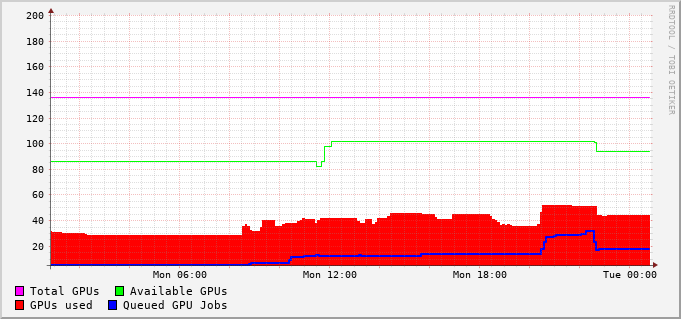 RRDTOOL / TOBI OETIKER
200
180
160
140
120
100
80
60
40
20
Mon 06:00 Mon 12:00 Mon 18:00 Tue 00:00
Total GPUs Available GPUs
GPUs used Queued GPU Jobs